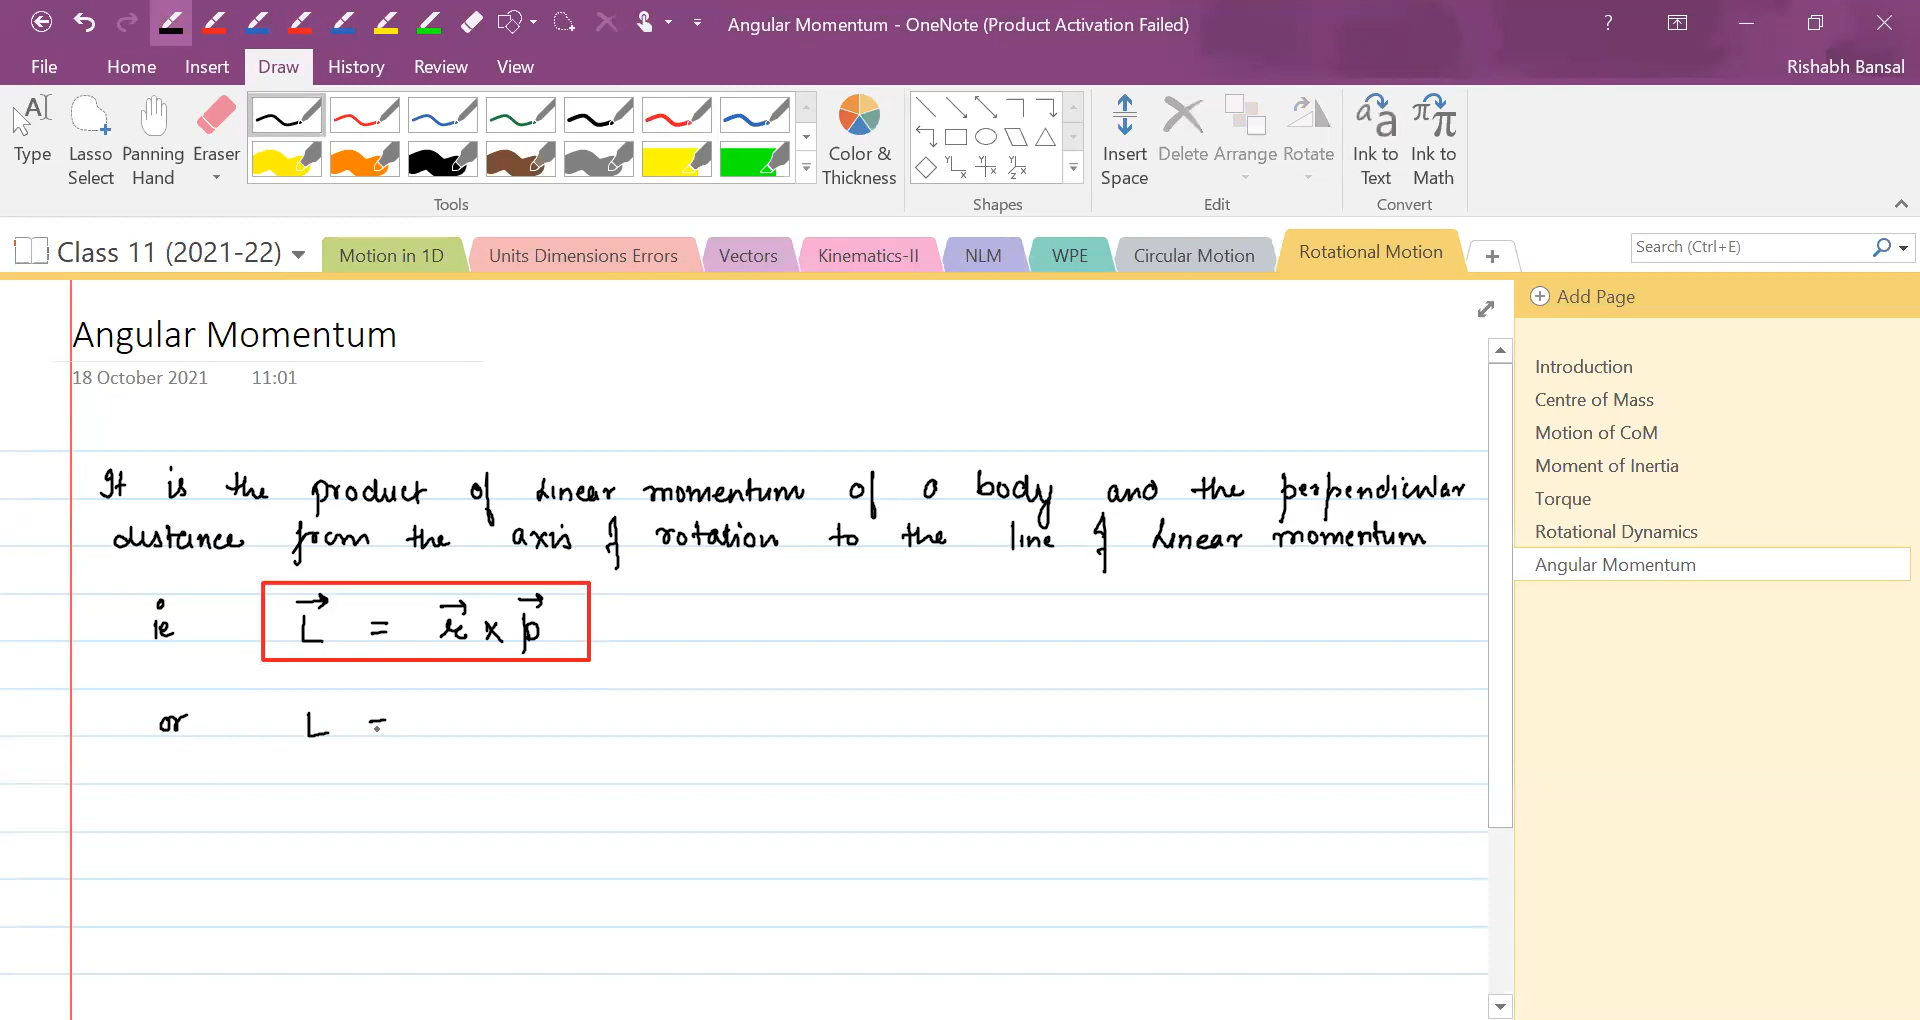 Angular Momentum - OneNote (Product Activation Failed)
?
File Home Insert Draw History Review View
Rishabh Bansal
Type
Lasso Select
Panning Hand
Eraser
Color & Thickness
Insert Space
Delete
Arrange
Rotate
Ink to Text
Ink to Math
Tools
Shapes
Edit
Convert
Class 11 (2021-22)
Motion in 1D
Units Dimensions Errors
Vectors
Kinematics-II
NLM
WPE
Circular Motion
Rotational Motion
Search (Ctrl+E)
Add Page
Introduction
Centre of Mass
Motion of CoM
Moment of Inertia
Torque
Rotational Dynamics
Angular Momentum
Angular Momentum
18 October 2021 11:01
It is the product of Linear momentum of a body and the perpendicular
distance from the axis of rotation to the line of Linear momentum
ie L⃗ = r⃗ x p⃗
or L =